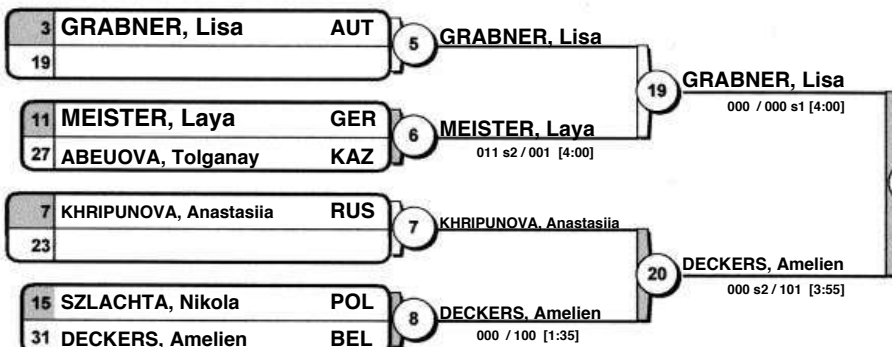 3 GRABNER, Lisa AUT
19
5
GRABNER, Lisa
11 MEISTER, Laya GER
27 ABEUOVA, Tolganay KAZ
6
MEISTER, Laya
011 s2 / 001 [4:00]
19
GRABNER, Lisa
000 / 000 s1 [4:00]
7 KHRIPUNOVA, Anastasiia RUS
23
7
KHRIPUNOVA, Anastasiia
15 SZLACHTA, Nikola POL
31 DECKERS, Amelien BEL
8
DECKERS, Amelien
000 / 100 [1:35]
20
DECKERS, Amelien
000 s2 / 101 [3:55]